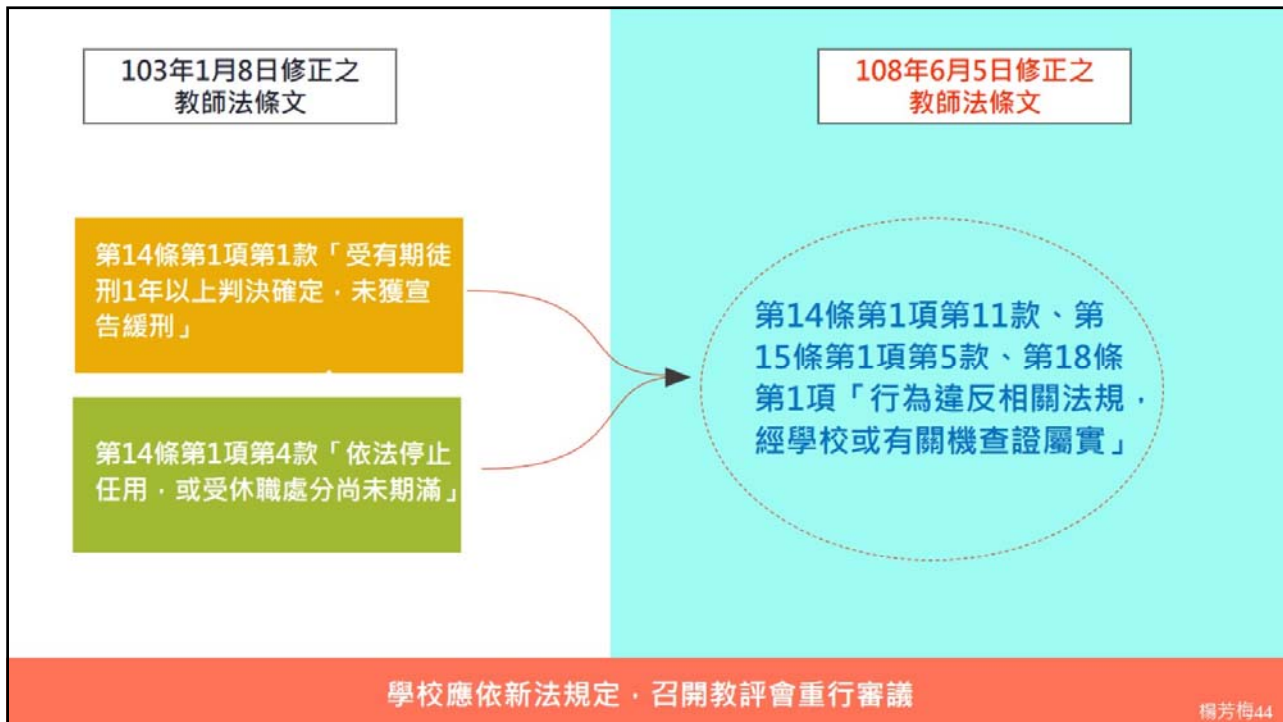 103年1月8日修正之
教師法條文
108年6月5日修正之
教師法條文
第14條第1項第1款「受有期徒
刑1年以上判決確定，未獲宣
告緩刑」
第14條第1項第4款「依法停止
任用，或受休職處分尚未期滿」
第14條第1項第11款、第
15條第1項第5款、第18條
第1項「行為違反相關法規，
經學校或有關機查證屬實」
學校應依新法規定，召開教評會重行審議
楊芳梅44